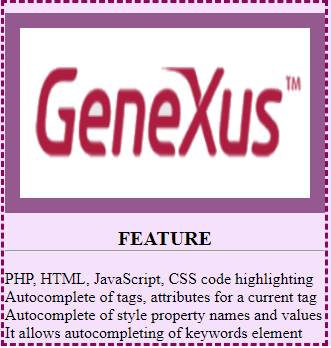 GeneXus™
FEATURE
PHP, HTML, JavaScript, CSS code highlighting
Autocomplete of tags, attributes for a current tag
Autocomplete of style property names and values
It allows autocompleting of keywords element